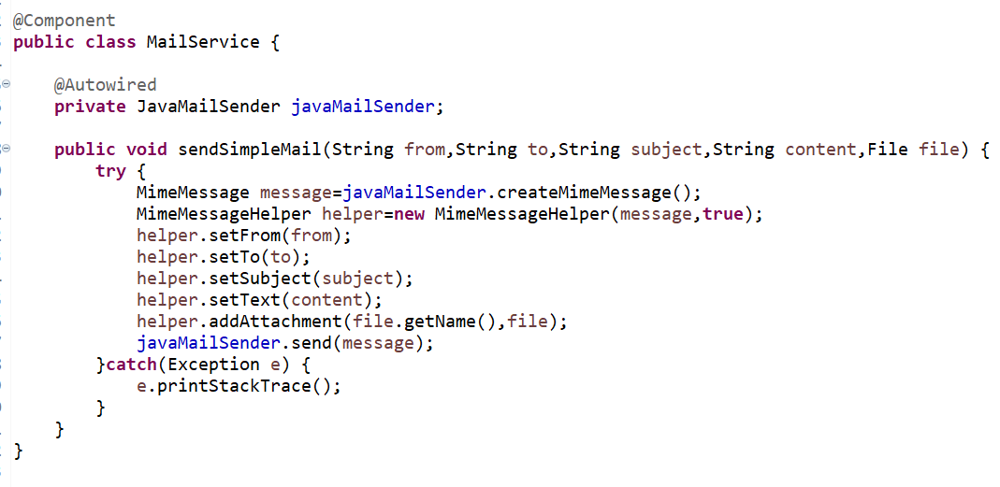 @Component
public class MailService {
@Autowired
private JavaMailSender javaMailSender;
public void sendSimpleMail(String from,String to,String subject,String content,File file) {
try {
MimeMessage message=javaMailSender.createMimeMessage();
MimeMessageHelper helper=new MimeMessageHelper(message,true);
helper.setFrom(from);
helper.setTo(to);
helper.setSubject(subject);
helper.setText(content);
helper.addAttachment(file.getName(),file);
javaMailSender.send(message);
}catch(Exception e) {
e.printStackTrace();
}
}
}